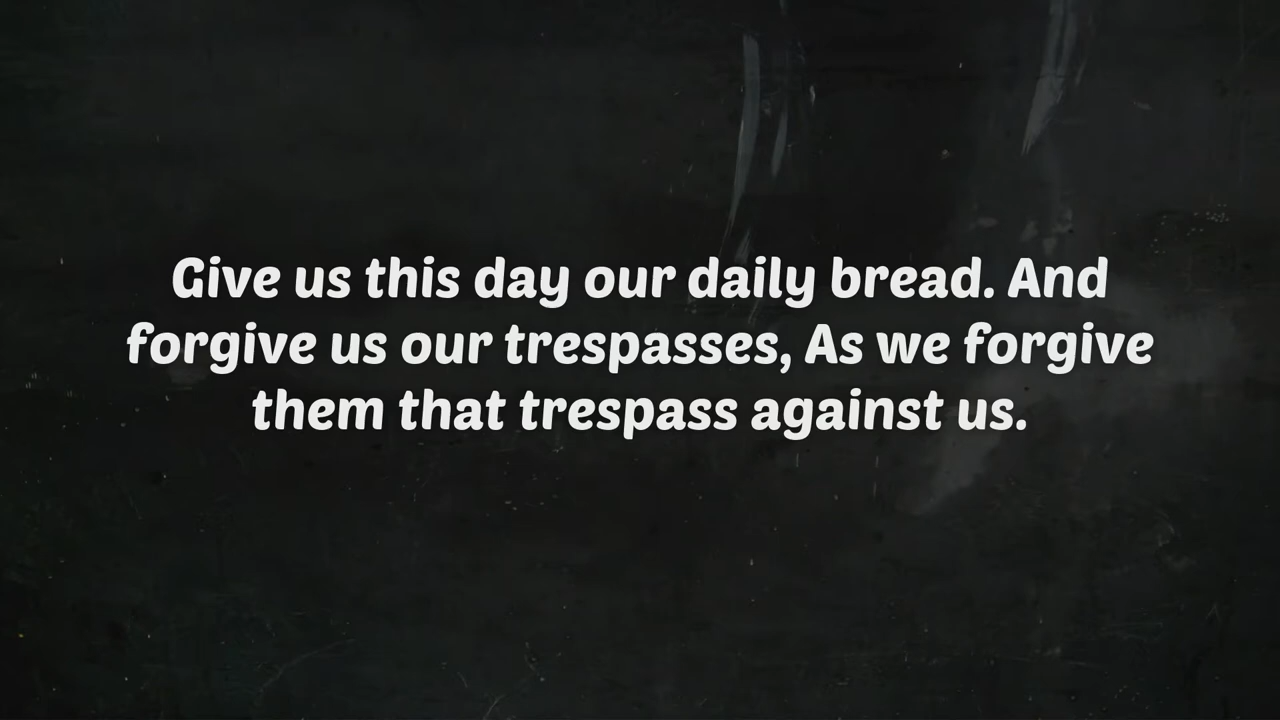 Give us this day our daily bread. And
forgive us our trespasses, As we forgive
them that trespass against us.